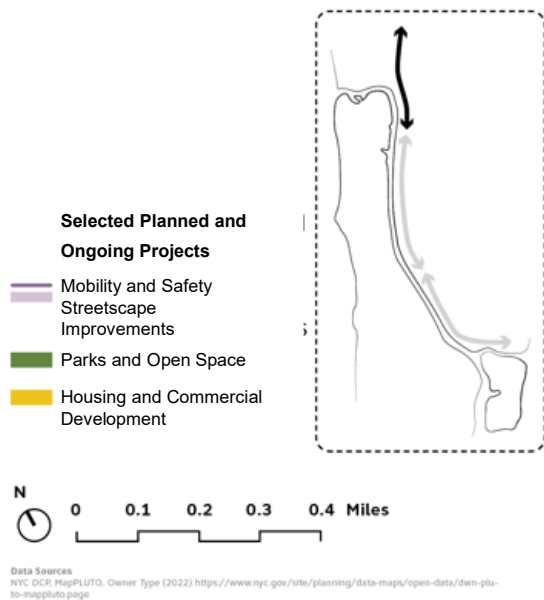 Selected Planned and
Ongoing Projects
Mobility and Safety
Streetscape
Improvements
Parks and Open Space
Housing and Commercial
Development
N
0 0.1 0.2 0.3 0.4 Miles
Data Sources
NYC DCP, MapPLUTO, Owner Type (2022) https://www.nyc.gov/site/planning/data-maps/open-data/dwn-plu-
to-mappluto.page